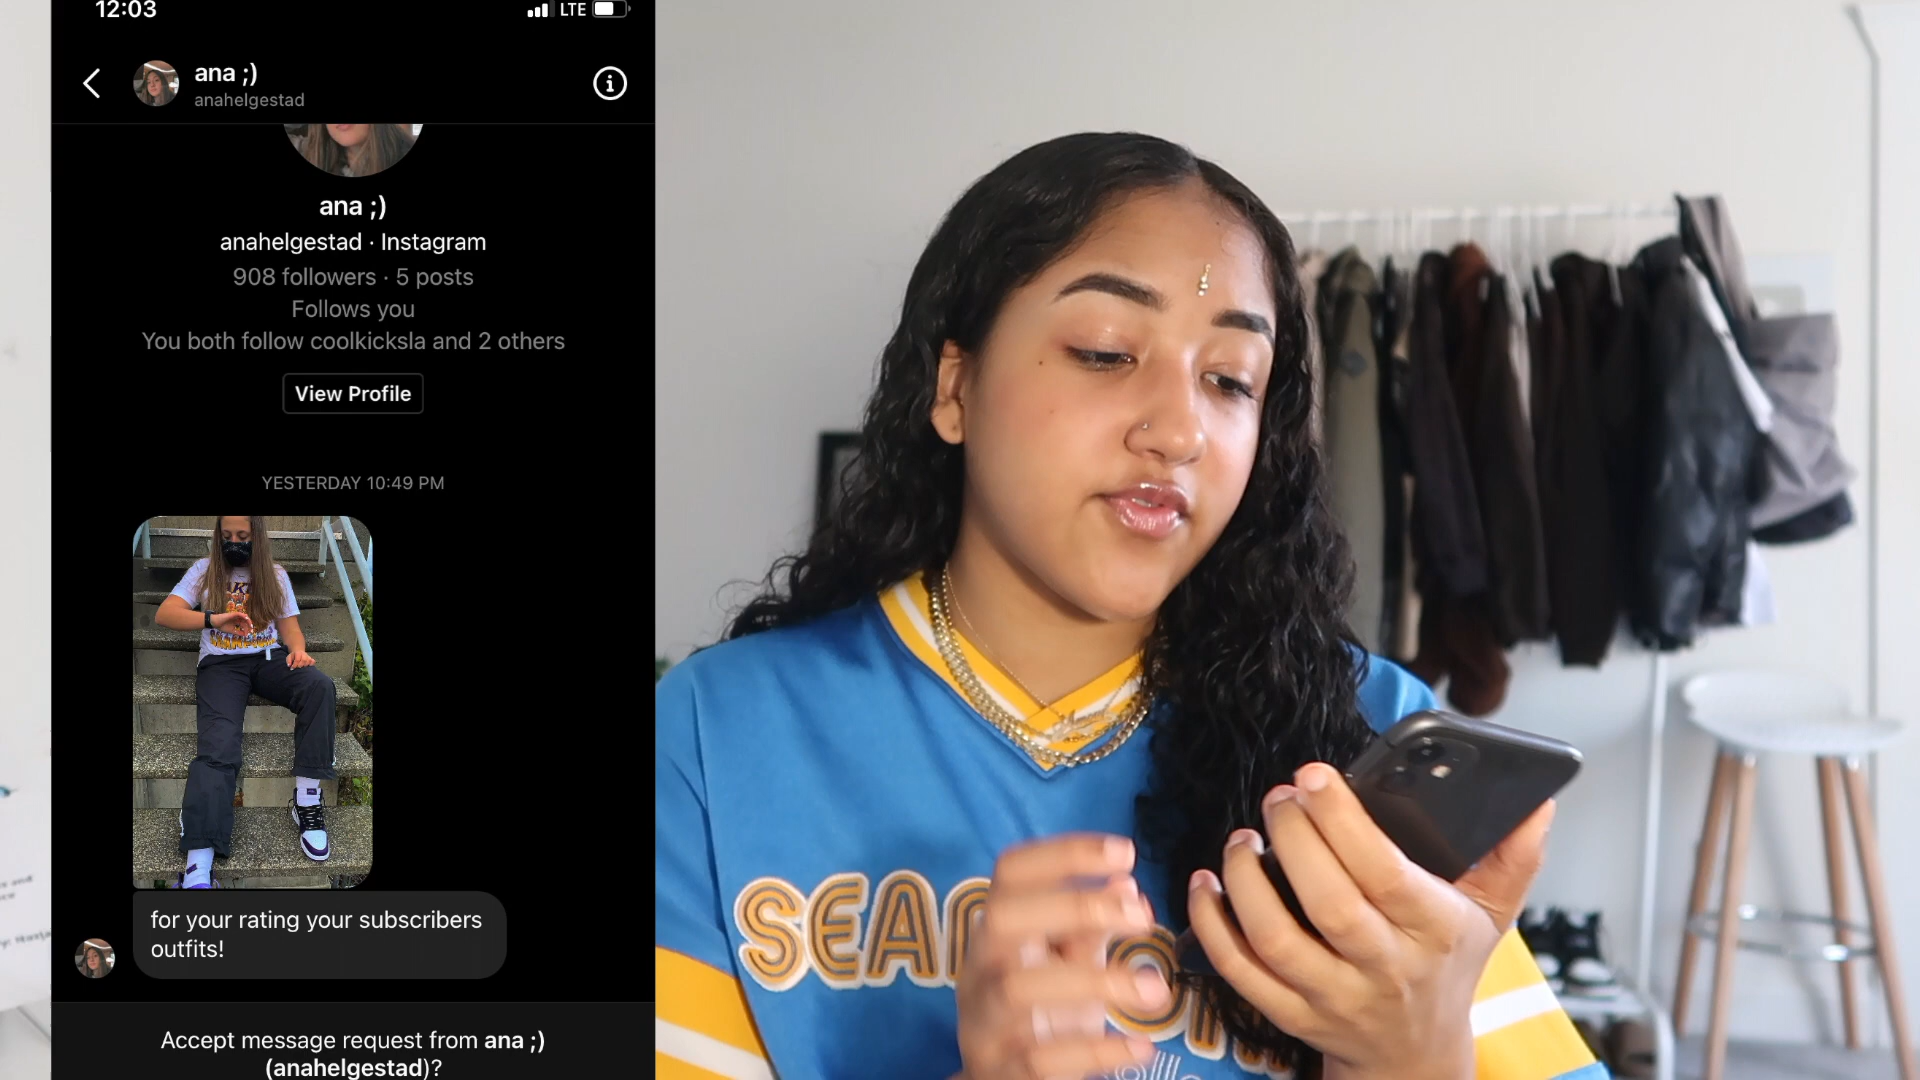 12:03
LTE
ana ;)
anahelgestad
ana ;)
anahelgestad · Instagram
908 followers · 5 posts
Follows you
You both follow coolkicksla and 2 others
View Profile
YESTERDAY 10:49 PM
for your rating your subscribers
outfits!
Accept message request from ana ;)
(anahelgestad)?